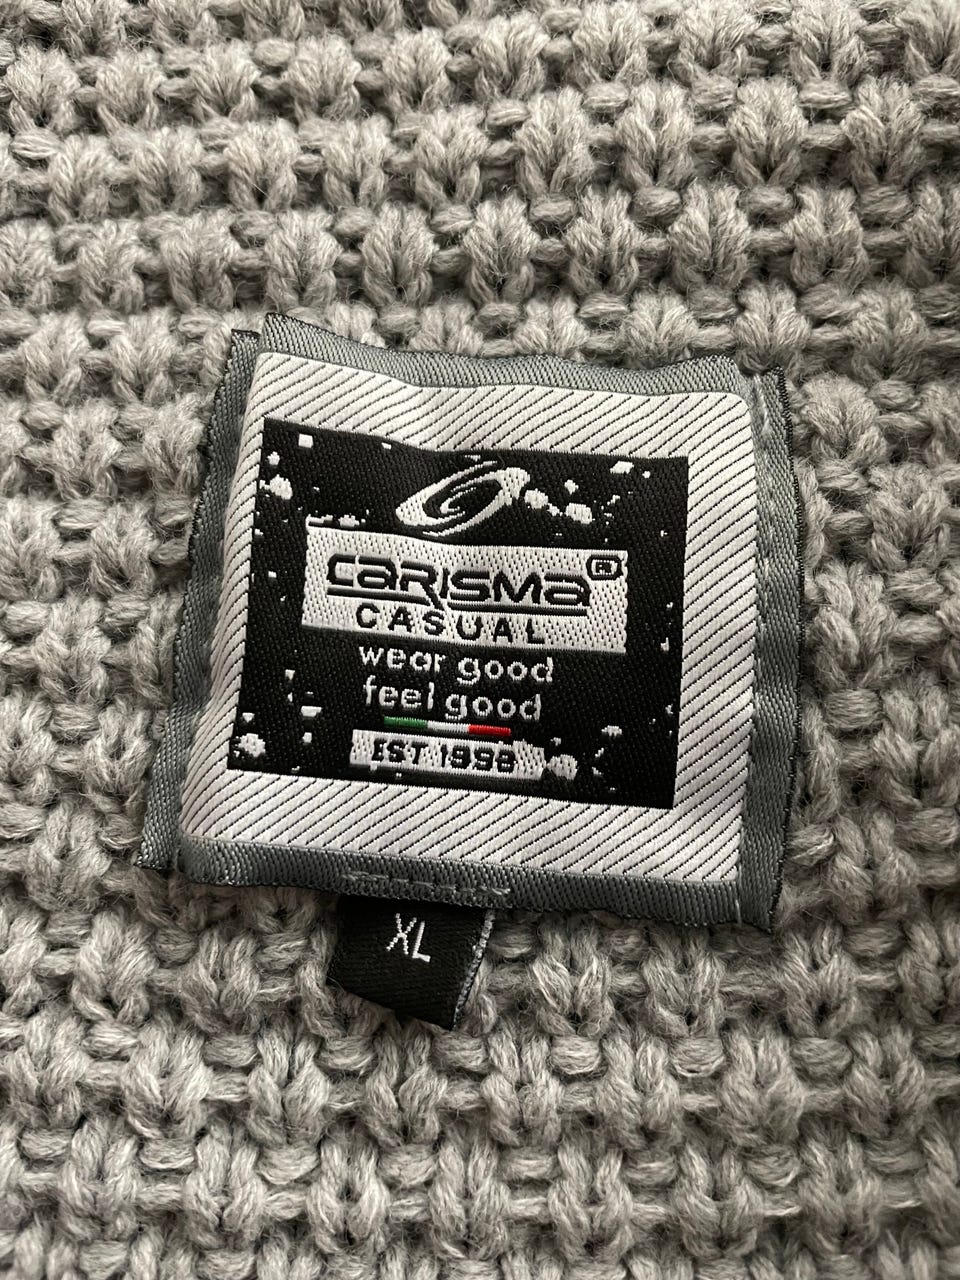 CARISMA ®
CASUAL
wear good
feel good
EST 1998
XL